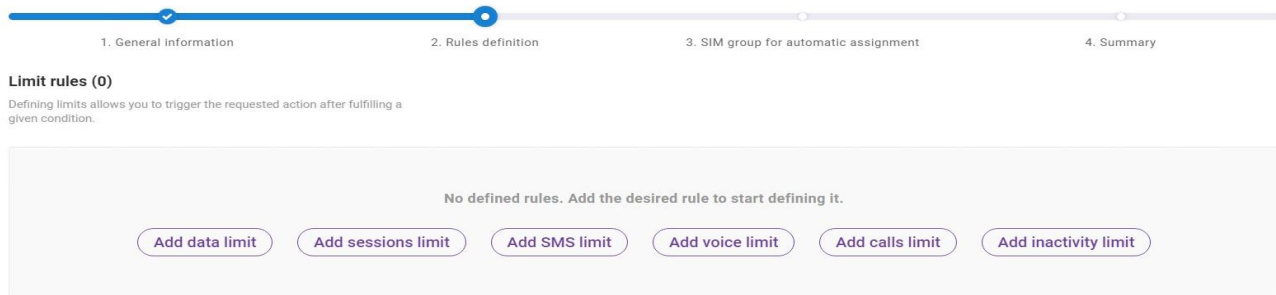 1. General information
2. Rules definition
3. SIM group for automatic assignment
4. Summary
Limit rules (0)
Defining limits allows you to trigger the requested action after fulfilling a
given condition.
No defined rules. Add the desired rule to start defining it.
Add data limit
Add sessions limit
Add SMS limit
Add voice limit
Add calls limit
Add inactivity limit